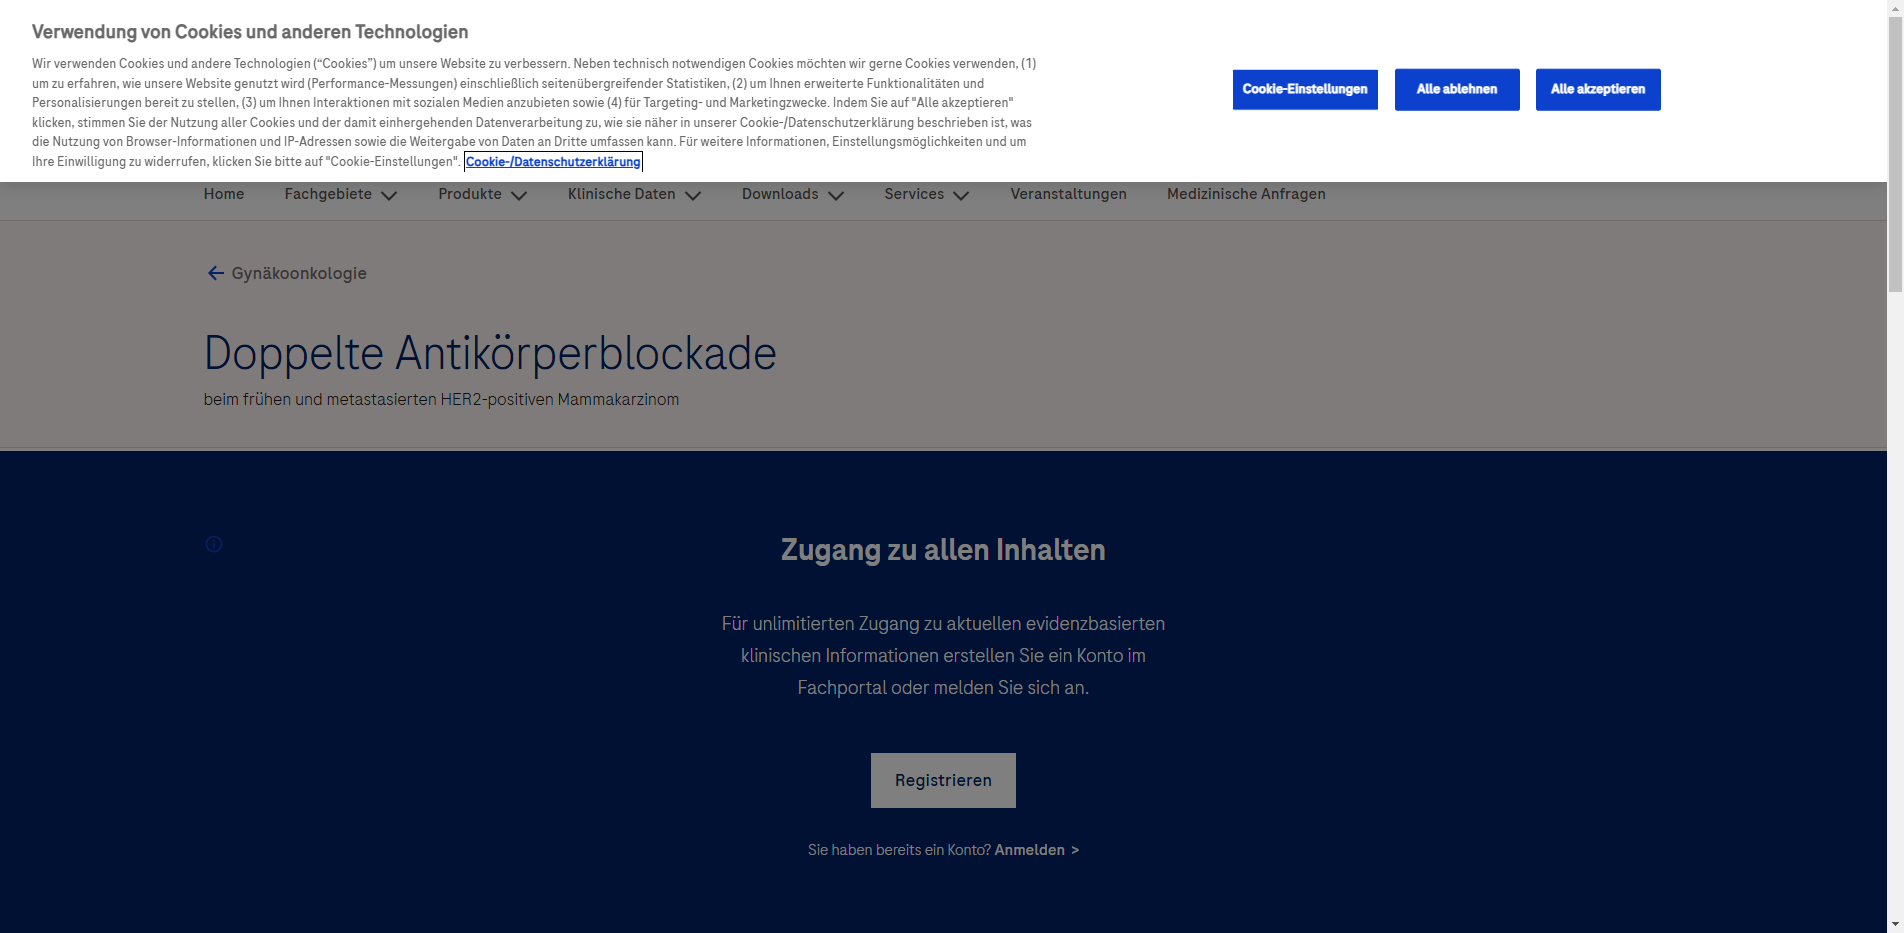 Verwendung von Cookies und anderen Technologien
Wir verwenden Cookies und andere Technologien (“Cookies”) um unsere Website zu verbessern. Neben technisch notwendigen Cookies möchten wir gerne Cookies verwenden, (1)
um zu erfahren, wie unsere Website genutzt wird (Performance-Messungen) einschließlich seitenübergreifender Statistiken, (2) um Ihnen erweiterte Funktionalitäten und
Personalisierungen bereit zu stellen, (3) um Ihnen Interaktionen mit sozialen Medien anzubieten sowie (4) für Targeting- und Marketingzwecke. Indem Sie auf "Alle akzeptieren"
klicken, stimmen Sie der Nutzung aller Cookies und der damit einhergehenden Datenverarbeitung zu, wie sie näher in unserer Cookie-/Datenschutzerklärung beschrieben ist, was
die Nutzung von Browser-Informationen und IP-Adressen sowie die Weitergabe von Daten an Dritte umfassen kann. Für weitere Informationen, Einstellungsmöglichkeiten und um
Ihre Einwilligung zu widerrufen, klicken Sie bitte auf "Cookie-Einstellungen". Cookie-/Datenschutzerklärung
Cookie-Einstellungen Alle ablehnen Alle akzeptieren
Home Fachgebiete Produkte Klinische Daten Downloads Services Veranstaltungen Medizinische Anfragen
Gynäkoonkologie
Doppelte Antikörperblockade
beim frühen und metastasierten HER2-positiven Mammakarzinom
Zugang zu allen Inhalten
Für unlimitierten Zugang zu aktuellen evidenzbasierten
klinischen Informationen erstellen Sie ein Konto im
Fachportal oder melden Sie sich an.
Registrieren
Sie haben bereits ein Konto? Anmelden >